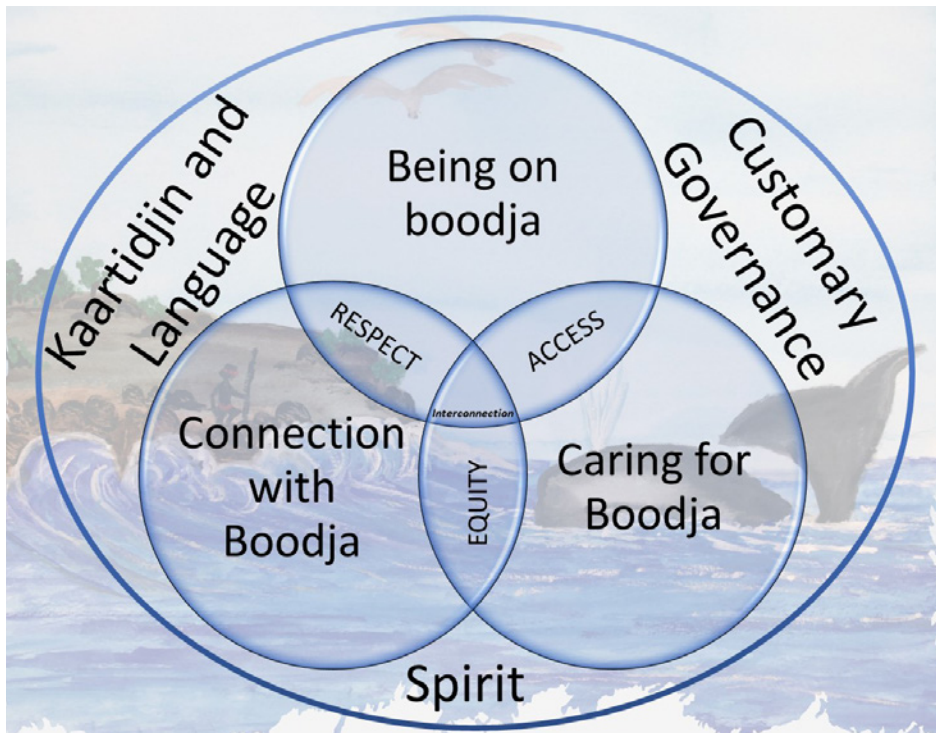 Kaartidjin and
Language
Customary
Governance
Being on
boodja
RESPECT
ACCESS
Interconnection
Connection
with
Boodja
EQUITY
Caring for
Boodja
Spirit